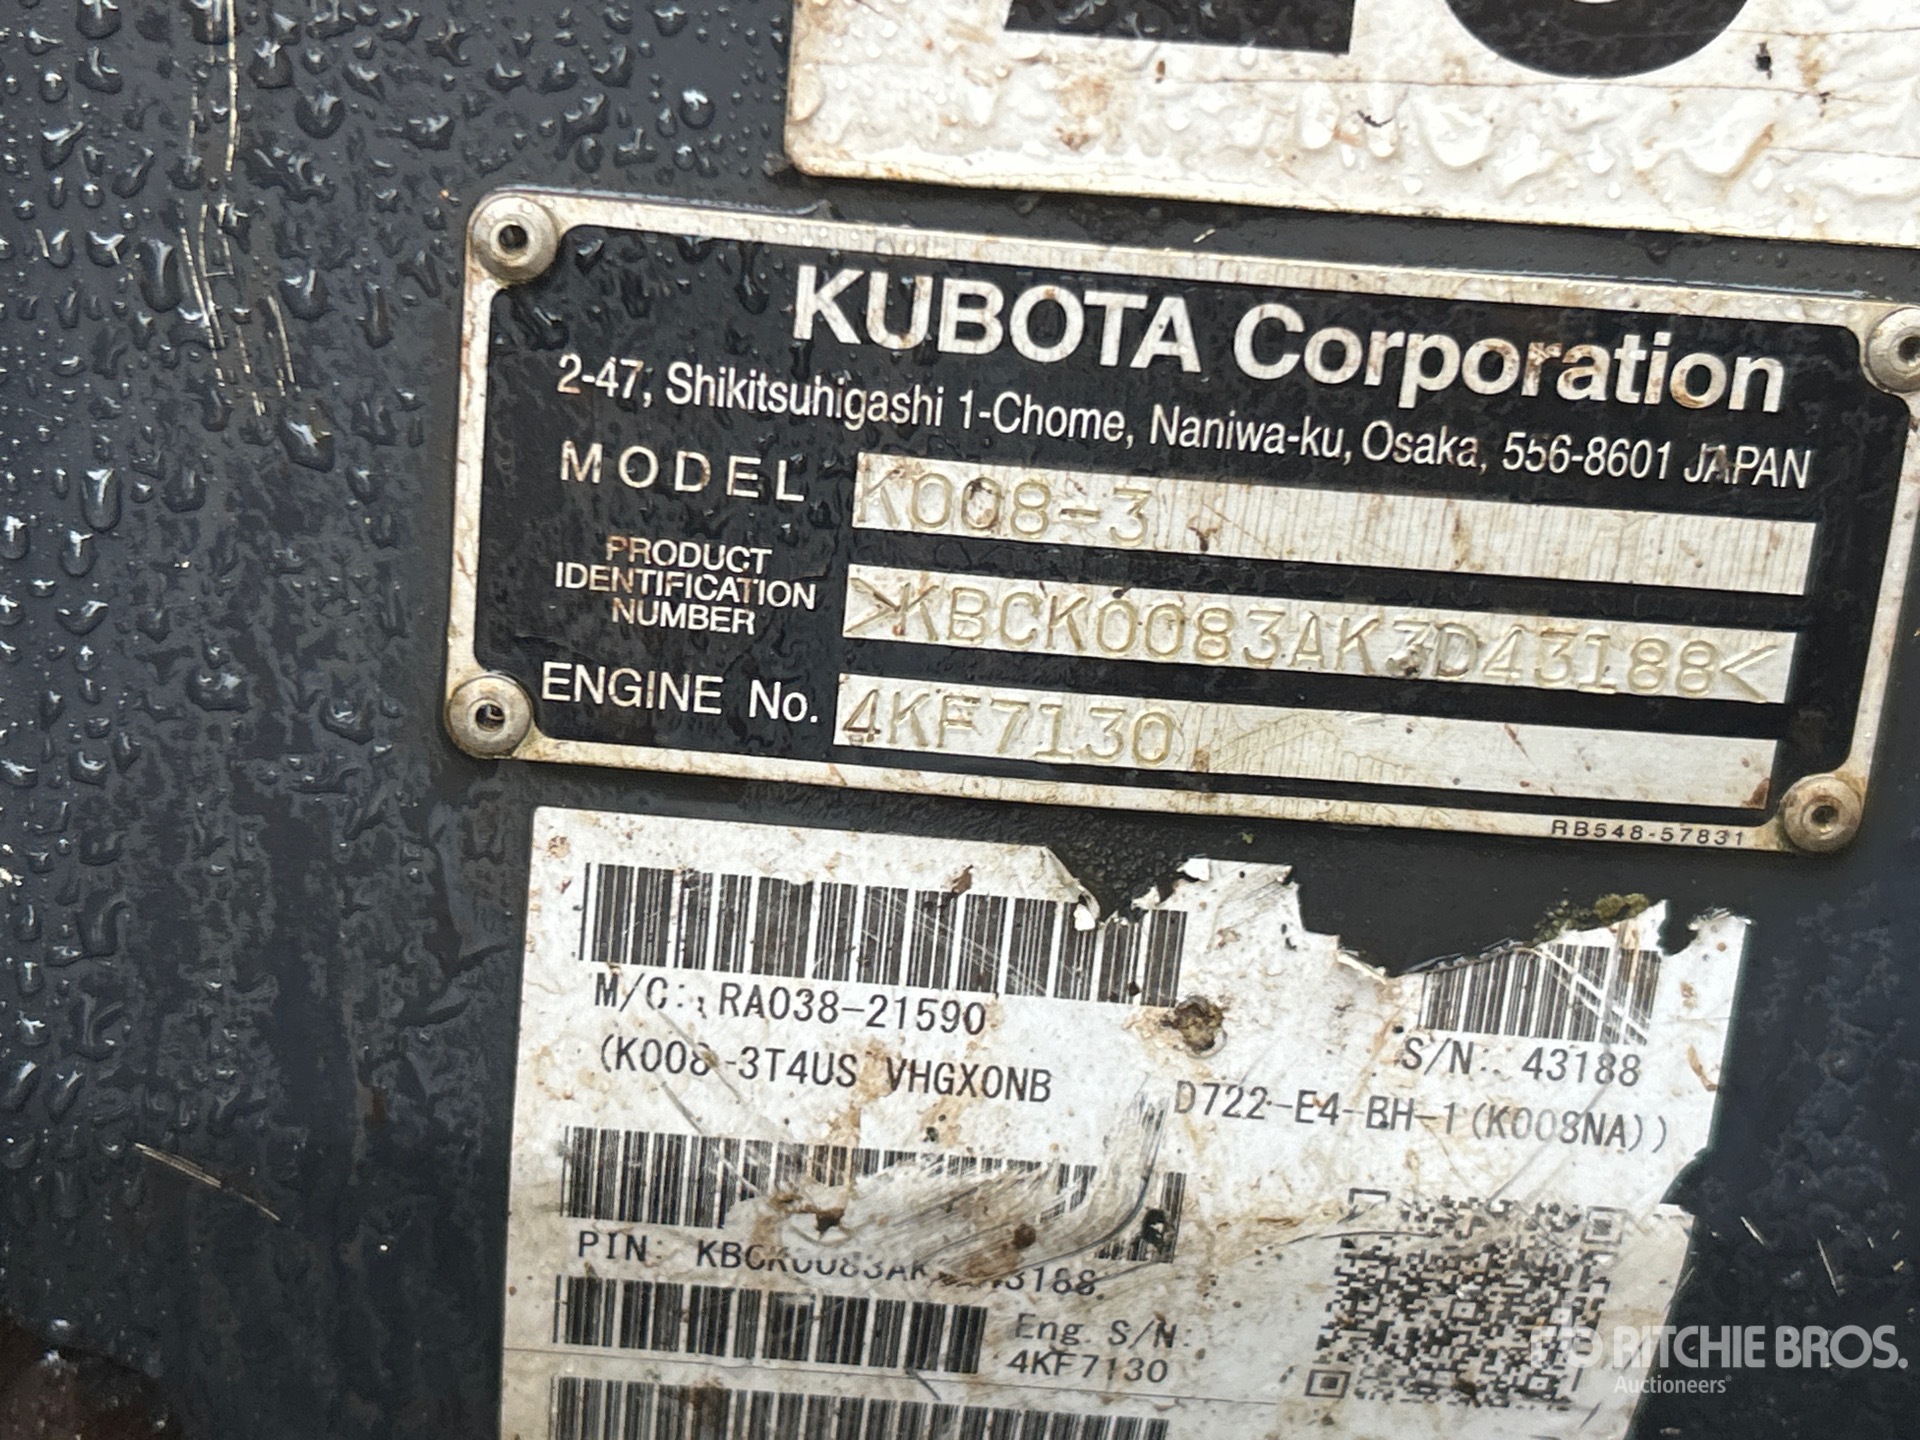 KUBOTA Corporation
2-47, Shikitsuhigashi 1-Chome, Naniwa-ku, Osaka, 556-8601 JAPAN
MODEL K008-3
PRODUCT
IDENTIFICATION
NUMBER >KBCK0083AK3D43188<
ENGINE No. 4KF7130
RB548-57831
M/C: RA038-21590
S/N: 43188
(K008-3T4US VHGXONB D722-E4-BH-1(K008NA))
PIN:
Eng. S/N:
4KF7130
RITCHIE BROS.
Auctioneers